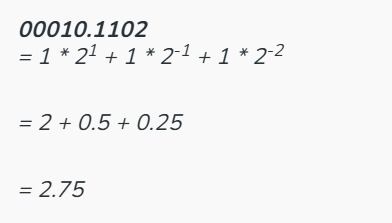 00010.1102
= 1 * 2¹ + 1 * 2⁻¹ + 1 * 2⁻²
= 2 + 0.5 + 0.25
= 2.75